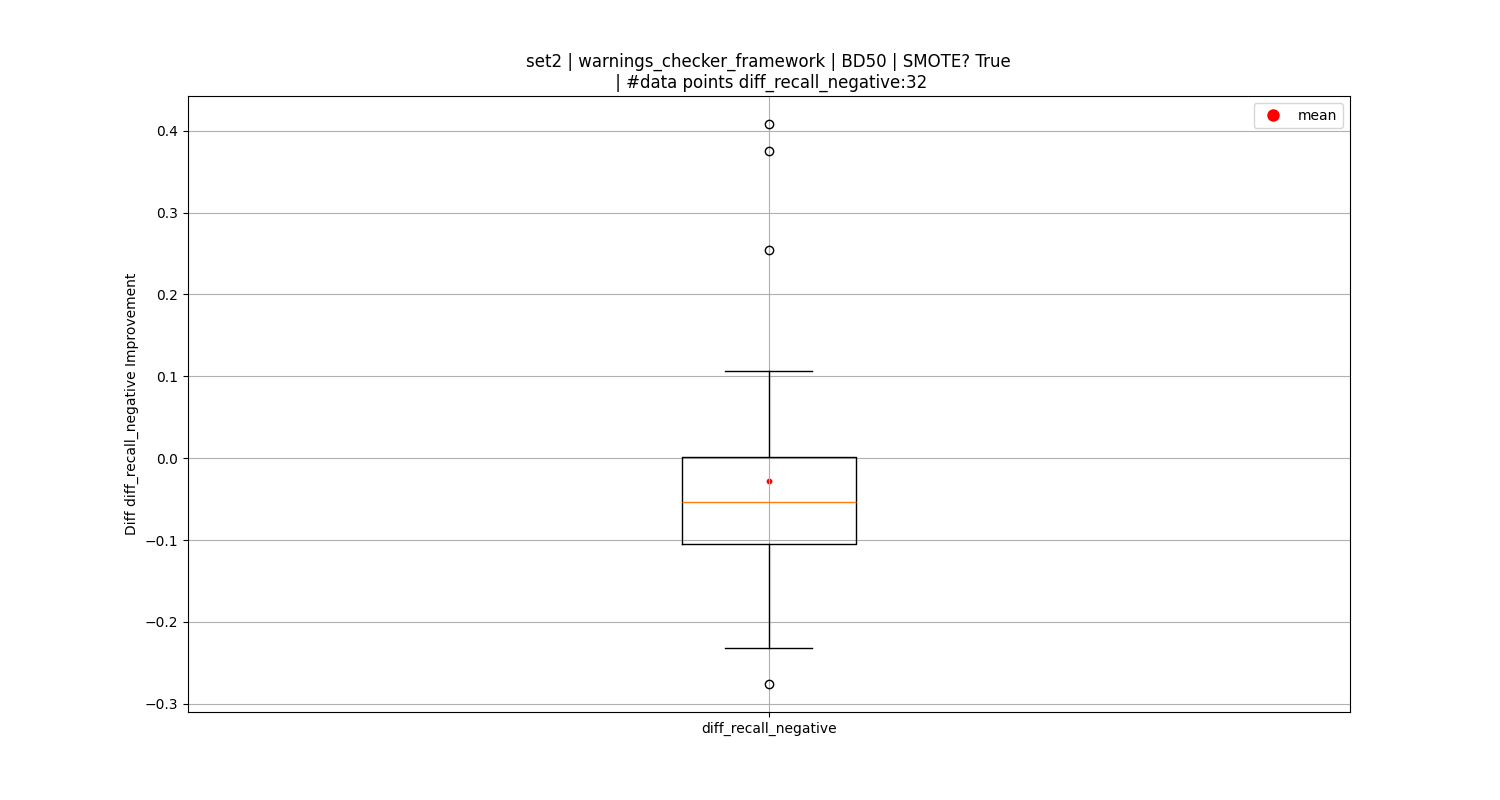 set2 | warnings_checker_framework | BD50 | SMOTE? True
| #data points diff_recall_negative:32
mean
0.4
0.3
0.2
0.1
0.0
−0.1
−0.2
−0.3
Diff diff_recall_negative Improvement
diff_recall_negative